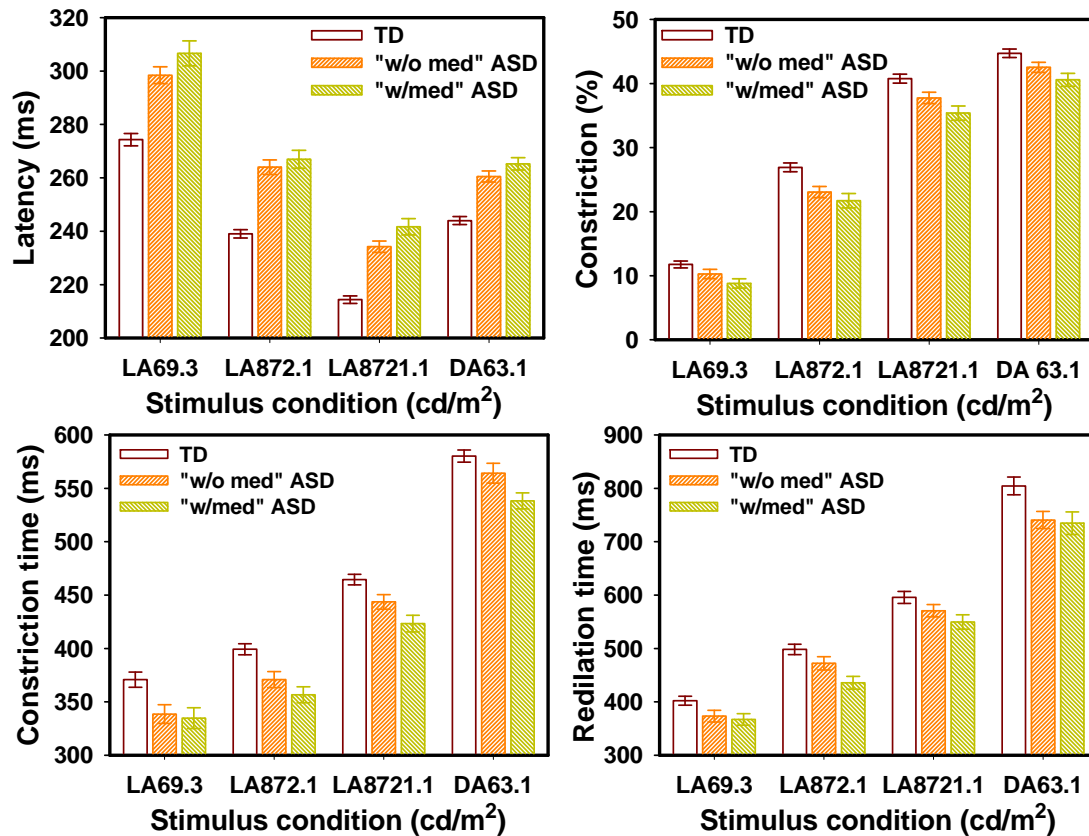 320
300
280
260
240
220
200
Latency (ms)
TD
"w/o med" ASD
"w/med" ASD
LA69.3 LA872.1 LA8721.1 DA63.1
Stimulus condition (cd/m²)
50
40
30
20
10
0
Constriction (%)
TD
"w/o med" ASD
"w/med" ASD
LA69.3 LA872.1 LA8721.1 DA 63.1
Stimulus condition (cd/m²)
600
550
500
450
400
350
300
Constriction time (ms)
TD
"w/o med" ASD
"w/med" ASD
LA69.3 LA872.1 LA8721.1 DA63.1
Stimulus condition (cd/m²)
900
800
700
600
500
400
300
Redilation time (ms)
TD
"w/o med" ASD
"w/med" ASD
LA69.3 LA872.1 LA8721.1 DA63.1
Stimulus condition (cd/m²)